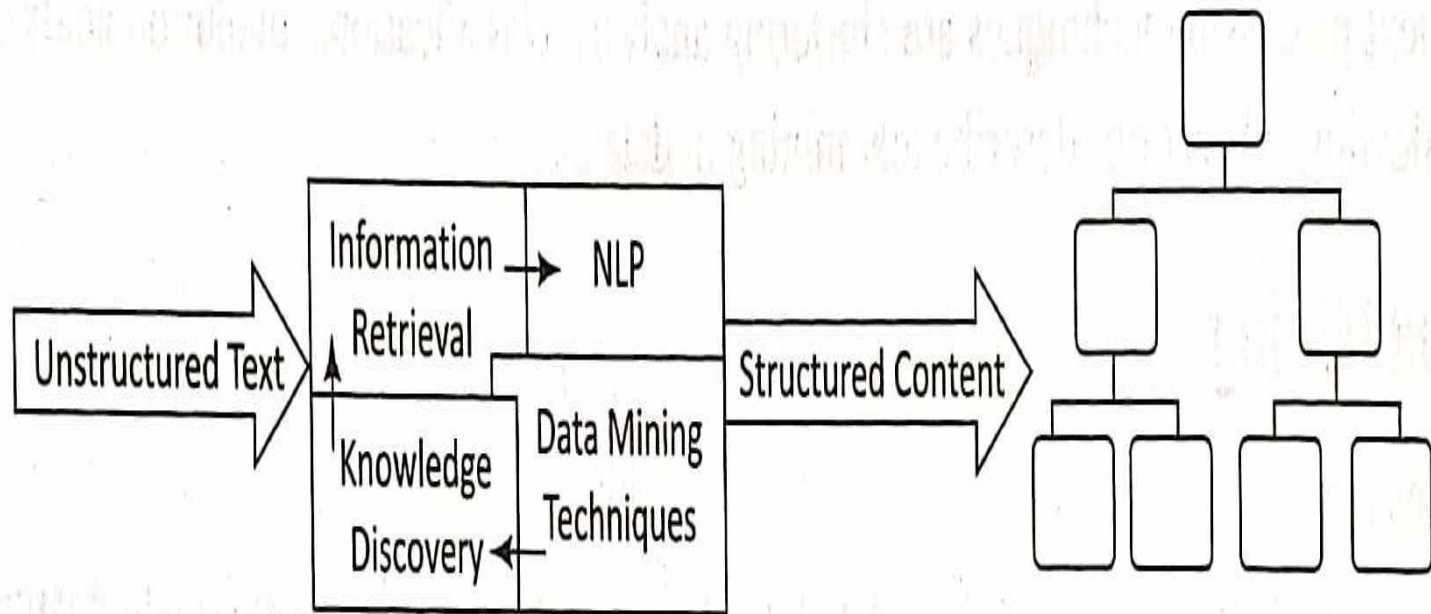 Unstructured Text
Information
Retrieval
NLP
Knowledge
Discovery
Data Mining
Techniques
Structured Content